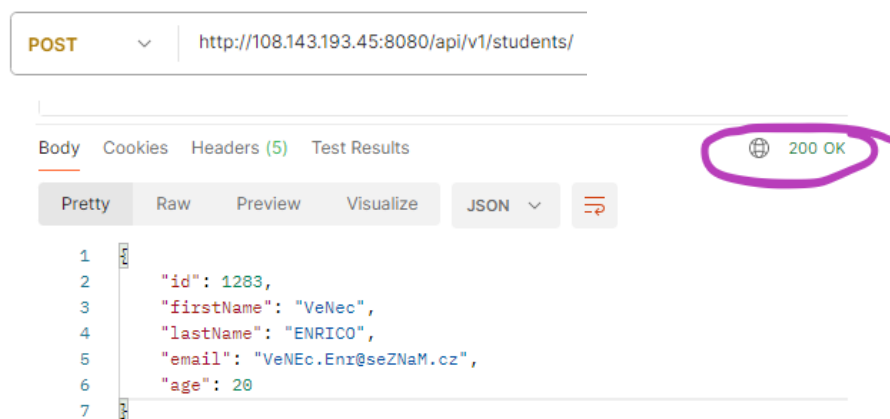 POST http://108.143.193.45:8080/api/v1/students/
Body Cookies Headers (5) Test Results 200 OK
Pretty Raw Preview Visualize JSON
1 {
2 "id": 1283,
3 "firstName": "VeNec",
4 "lastName": "ENRICO",
5 "email": "VeNEc.Enr@seZNaM.cz",
6 "age": 20
7 }